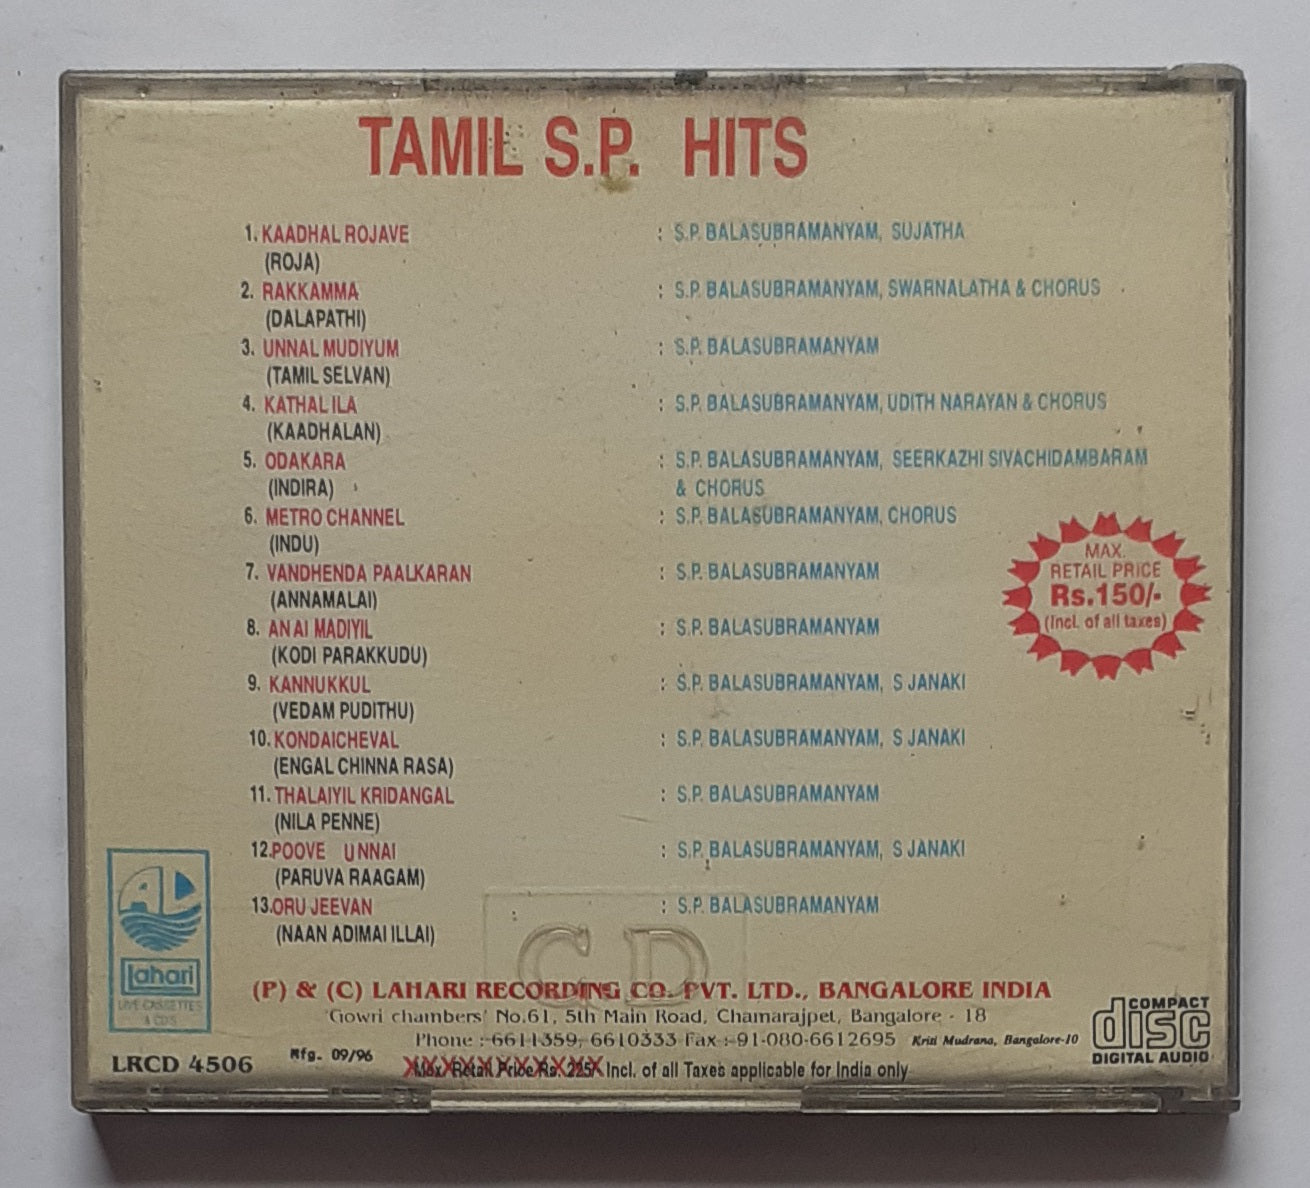 TAMIL S.P. HITS
1. KAADHAL ROJAVE : S.P. BALASUBRAMANYAM, SUJATHA
(ROJA)
2. RAKKAMMA : S.P. BALASUBRAMANYAM, SWARNALATHA & CHORUS
(DALAPATHI)
3. UNNAL MUDIYUM : S.P. BALASUBRAMANYAM
(TAMIL SELVAN)
4. KATHAL ILA : S.P. BALASUBRAMANYAM, UDITH NARAYAN & CHORUS
(KAADHALAN)
5. ODAKARA : S.P. BALASUBRAMANYAM, SEERKAZHI SIVACHIDAMBARAM
(INDIRA) & CHORUS
6. METRO CHANNEL : S.P. BALASUBRAMANYAM, CHORUS
(INDU)
7. VANDHENDA PAALKARAN : S.P. BALASUBRAMANYAM
(ANNAMALAI)
8. ANAI MADIYIL : S.P. BALASUBRAMANYAM
(KODI PARAKKUDU)
9. KANNUKKUL : S.P. BALASUBRAMANYAM, S JANAKI
(VEDAM PUDITHU)
10. KONDAICHEVAL : S.P. BALASUBRAMANYAM, S JANAKI
(ENGAL CHINNA RASA)
11. THALAIYIL KRIDANGAL : S.P. BALASUBRAMANYAM
(NILA PENNE)
12.POOVE UNNAI : S.P. BALASUBRAMANYAM, S JANAKI
(PARUVA RAAGAM)
13.ORU JEEVAN : S.P. BALASUBRAMANYAM
(NAAN ADIMAI ILLAI)
MAX.
RETAIL PRICE
Rs.150/-
(Incl. of all taxes)
CD
Lahari
LIVE CASSETTES
& CD'S
(P) & (C) LAHARI RECORDING CO. PVT. LTD., BANGALORE INDIA
'Gowri chambers' No.61, 5th Main Road, Chamarajpet, Bangalore - 18
Phone : 6611359, 6610333 Fax : 91-080-6612695 Kriti Mudrana, Bangalore-10
LRCD 4506 Mfg. 09/96 Max. Retail Price Rs. 225/- Incl. of all Taxes applicable for India only
COMPACT
disc
DIGITAL AUDIO